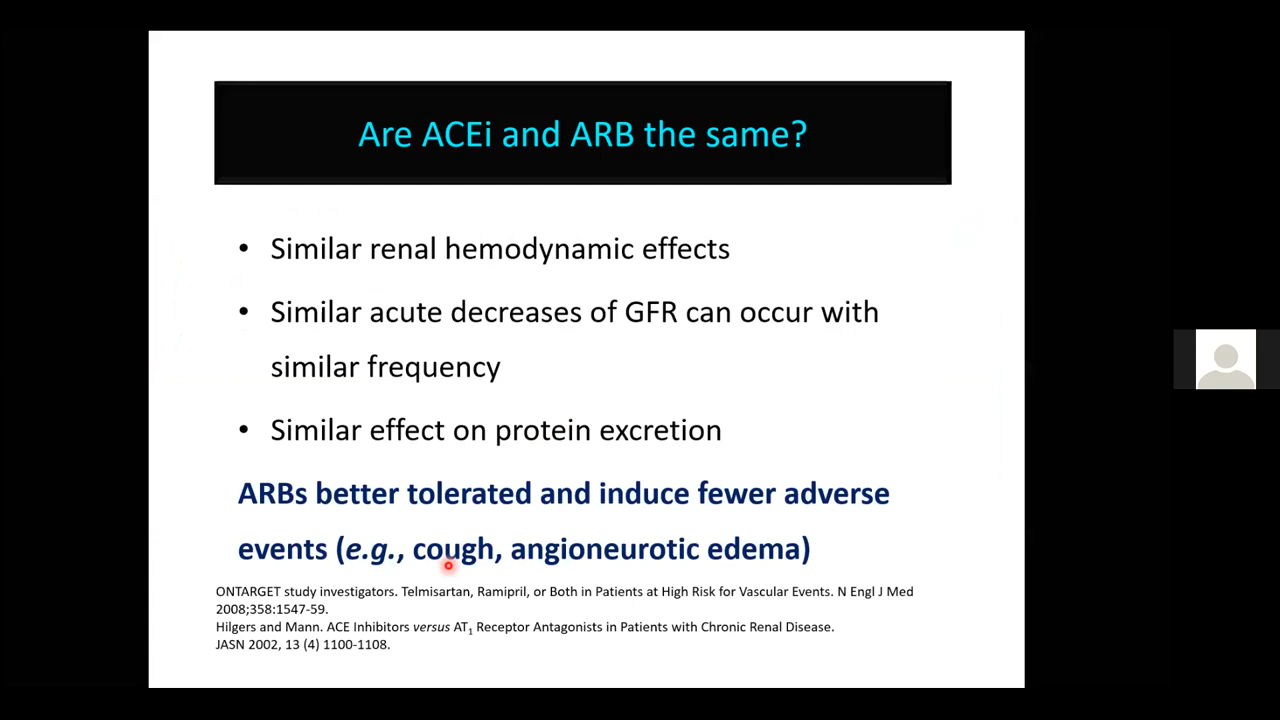 Are ACEi and ARB the same?
• Similar renal hemodynamic effects
• Similar acute decreases of GFR can occur with
similar frequency
• Similar effect on protein excretion
ARBs better tolerated and induce fewer adverse
events (e.g., cough, angioneurotic edema)
ONTARGET study investigators. Telmisartan, Ramipril, or Both in Patients at High Risk for Vascular Events. N Engl J Med
2008;358:1547-59.
Hilgers and Mann. ACE Inhibitors versus AT1 Receptor Antagonists in Patients with Chronic Renal Disease.
JASN 2002, 13 (4) 1100-1108.